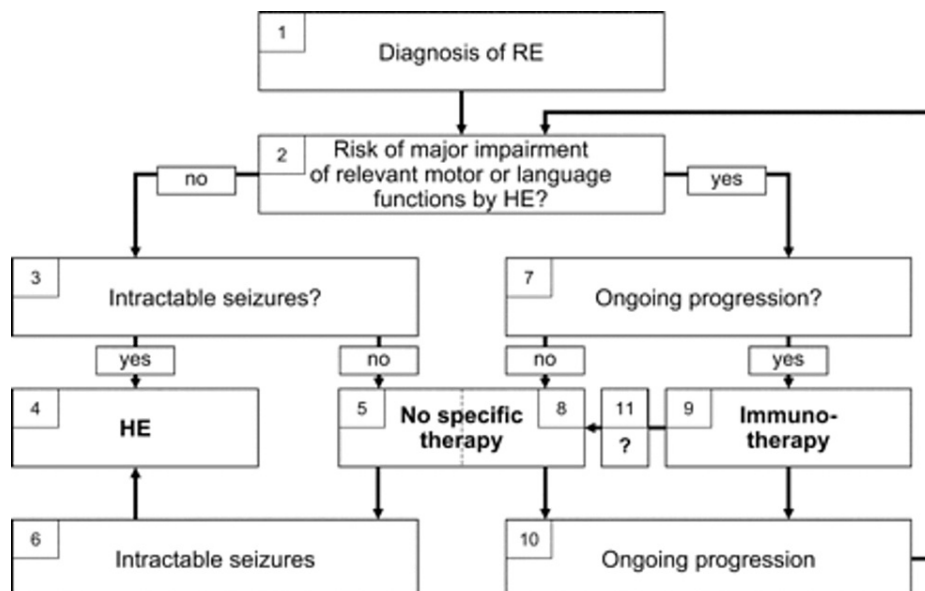 1
Diagnosis of RE
2
Risk of major impairment
of relevant motor or language
functions by HE?
no
yes
3
Intractable seizures?
7
Ongoing progression?
yes
no
no
yes
4
HE
5
No specific
therapy
8
11
?
9
Immuno-
therapy
6
Intractable seizures
10
Ongoing progression